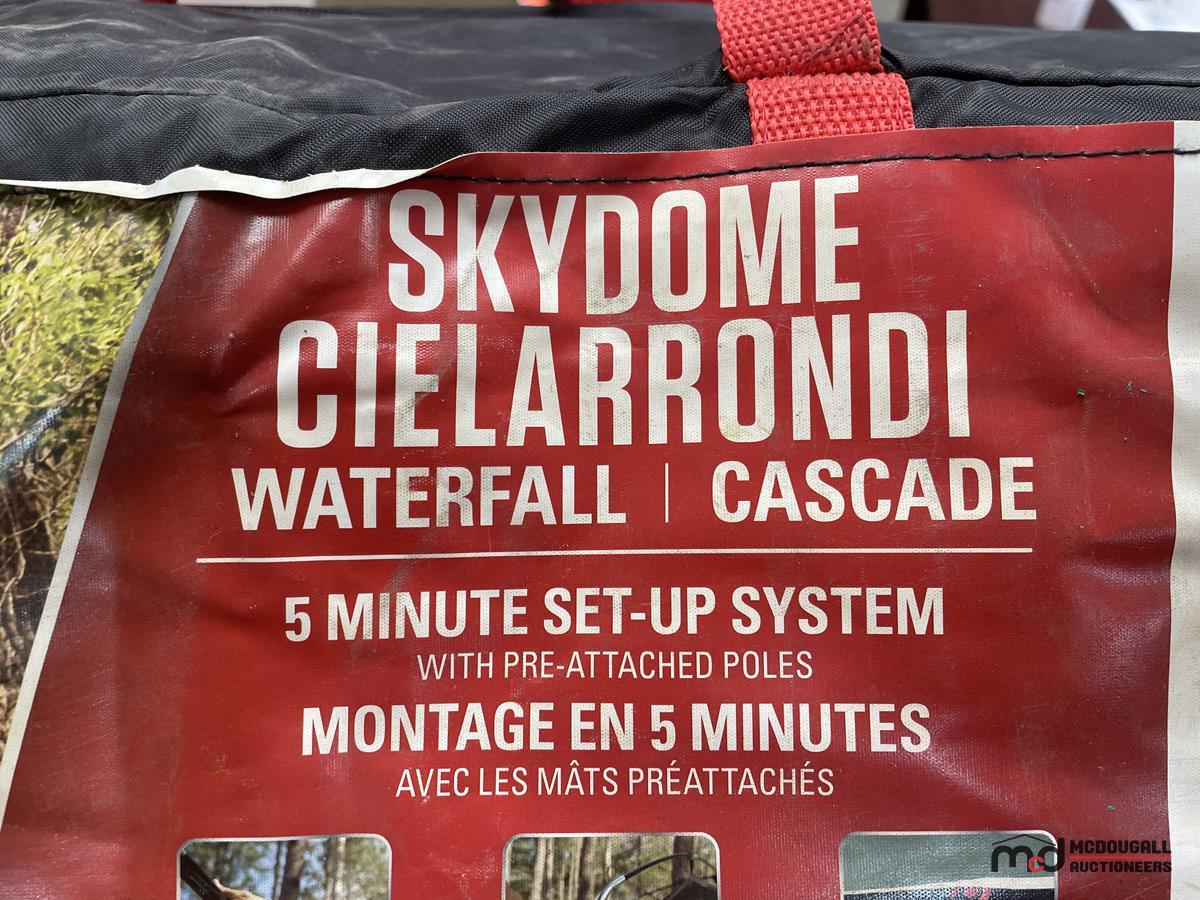 SKYDOME
CIELARRONDI
WATERFALL | CASCADE
5 MINUTE SET-UP SYSTEM
WITH PRE-ATTACHED POLES
MONTAGE EN 5 MINUTES
AVEC LES MÂTS PRÉATTACHÉS
mcd MCDOUGALL
AUCTIONEERS